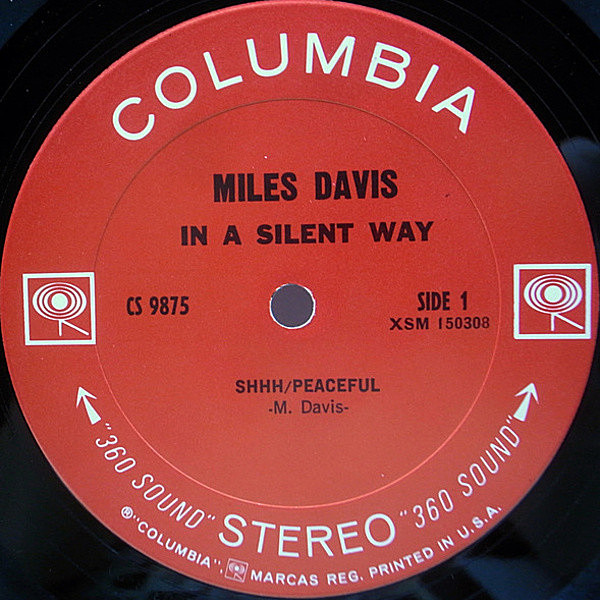 COLUMBIA
MILES DAVIS
IN A SILENT WAY
CS 9875
SIDE 1
XSM 150308
SHHH/PEACEFUL
-M. Davis-
"360 SOUND" STEREO "360 SOUND"
® "COLUMBIA", MARCAS REG. PRINTED IN U.S.A.